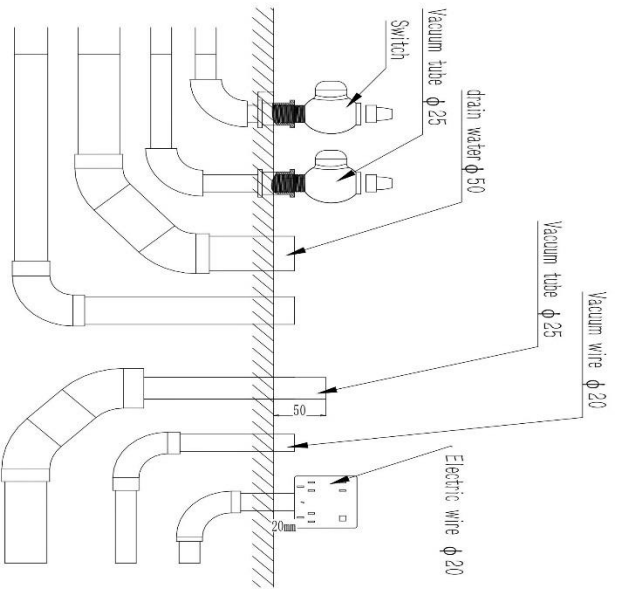 Vacuum tube ϕ25
Switch
drain water ϕ50
Vacuum tube ϕ25
Vacuum wire ϕ20
Electric wire ϕ20
50
20mm